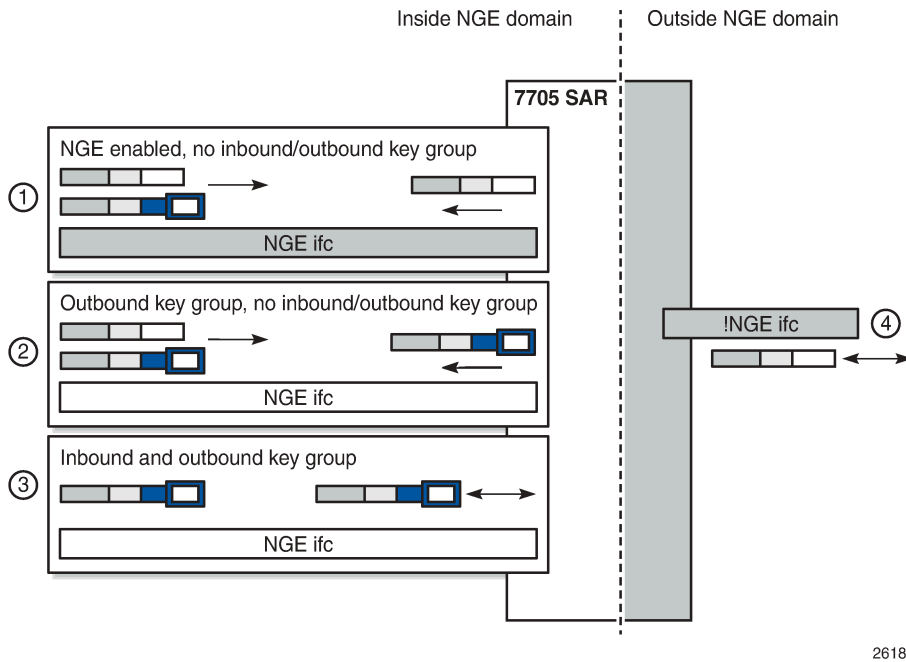 Inside NGE domain
Outside NGE domain
7705 SAR
NGE enabled, no inbound/outbound key group
1
NGE ifc
Outbound key group, no inbound/outbound key group
2
NGE ifc
!NGE ifc
4
Inbound and outbound key group
3
NGE ifc
2618